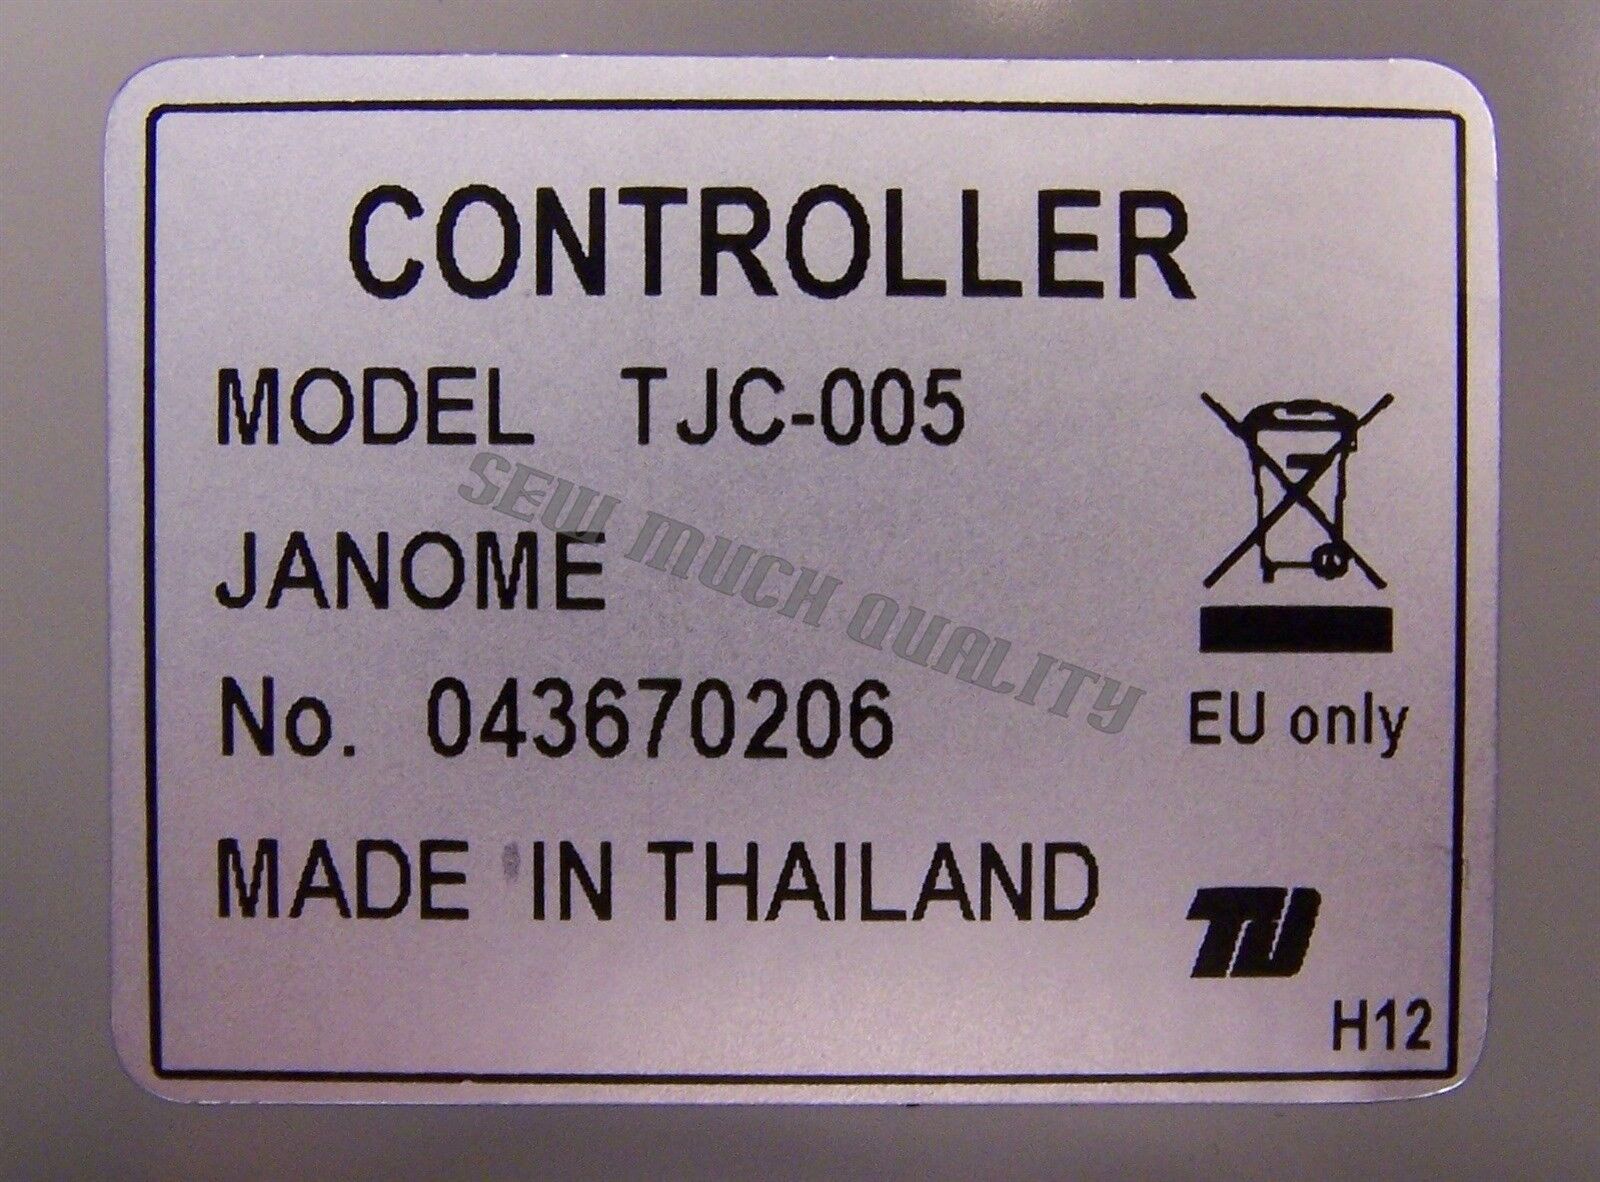 CONTROLLER
MODEL TJC-005
JANOME
SEW MUCH QUALITY
No. 043670206
EU only
MADE IN THAILAND
H12